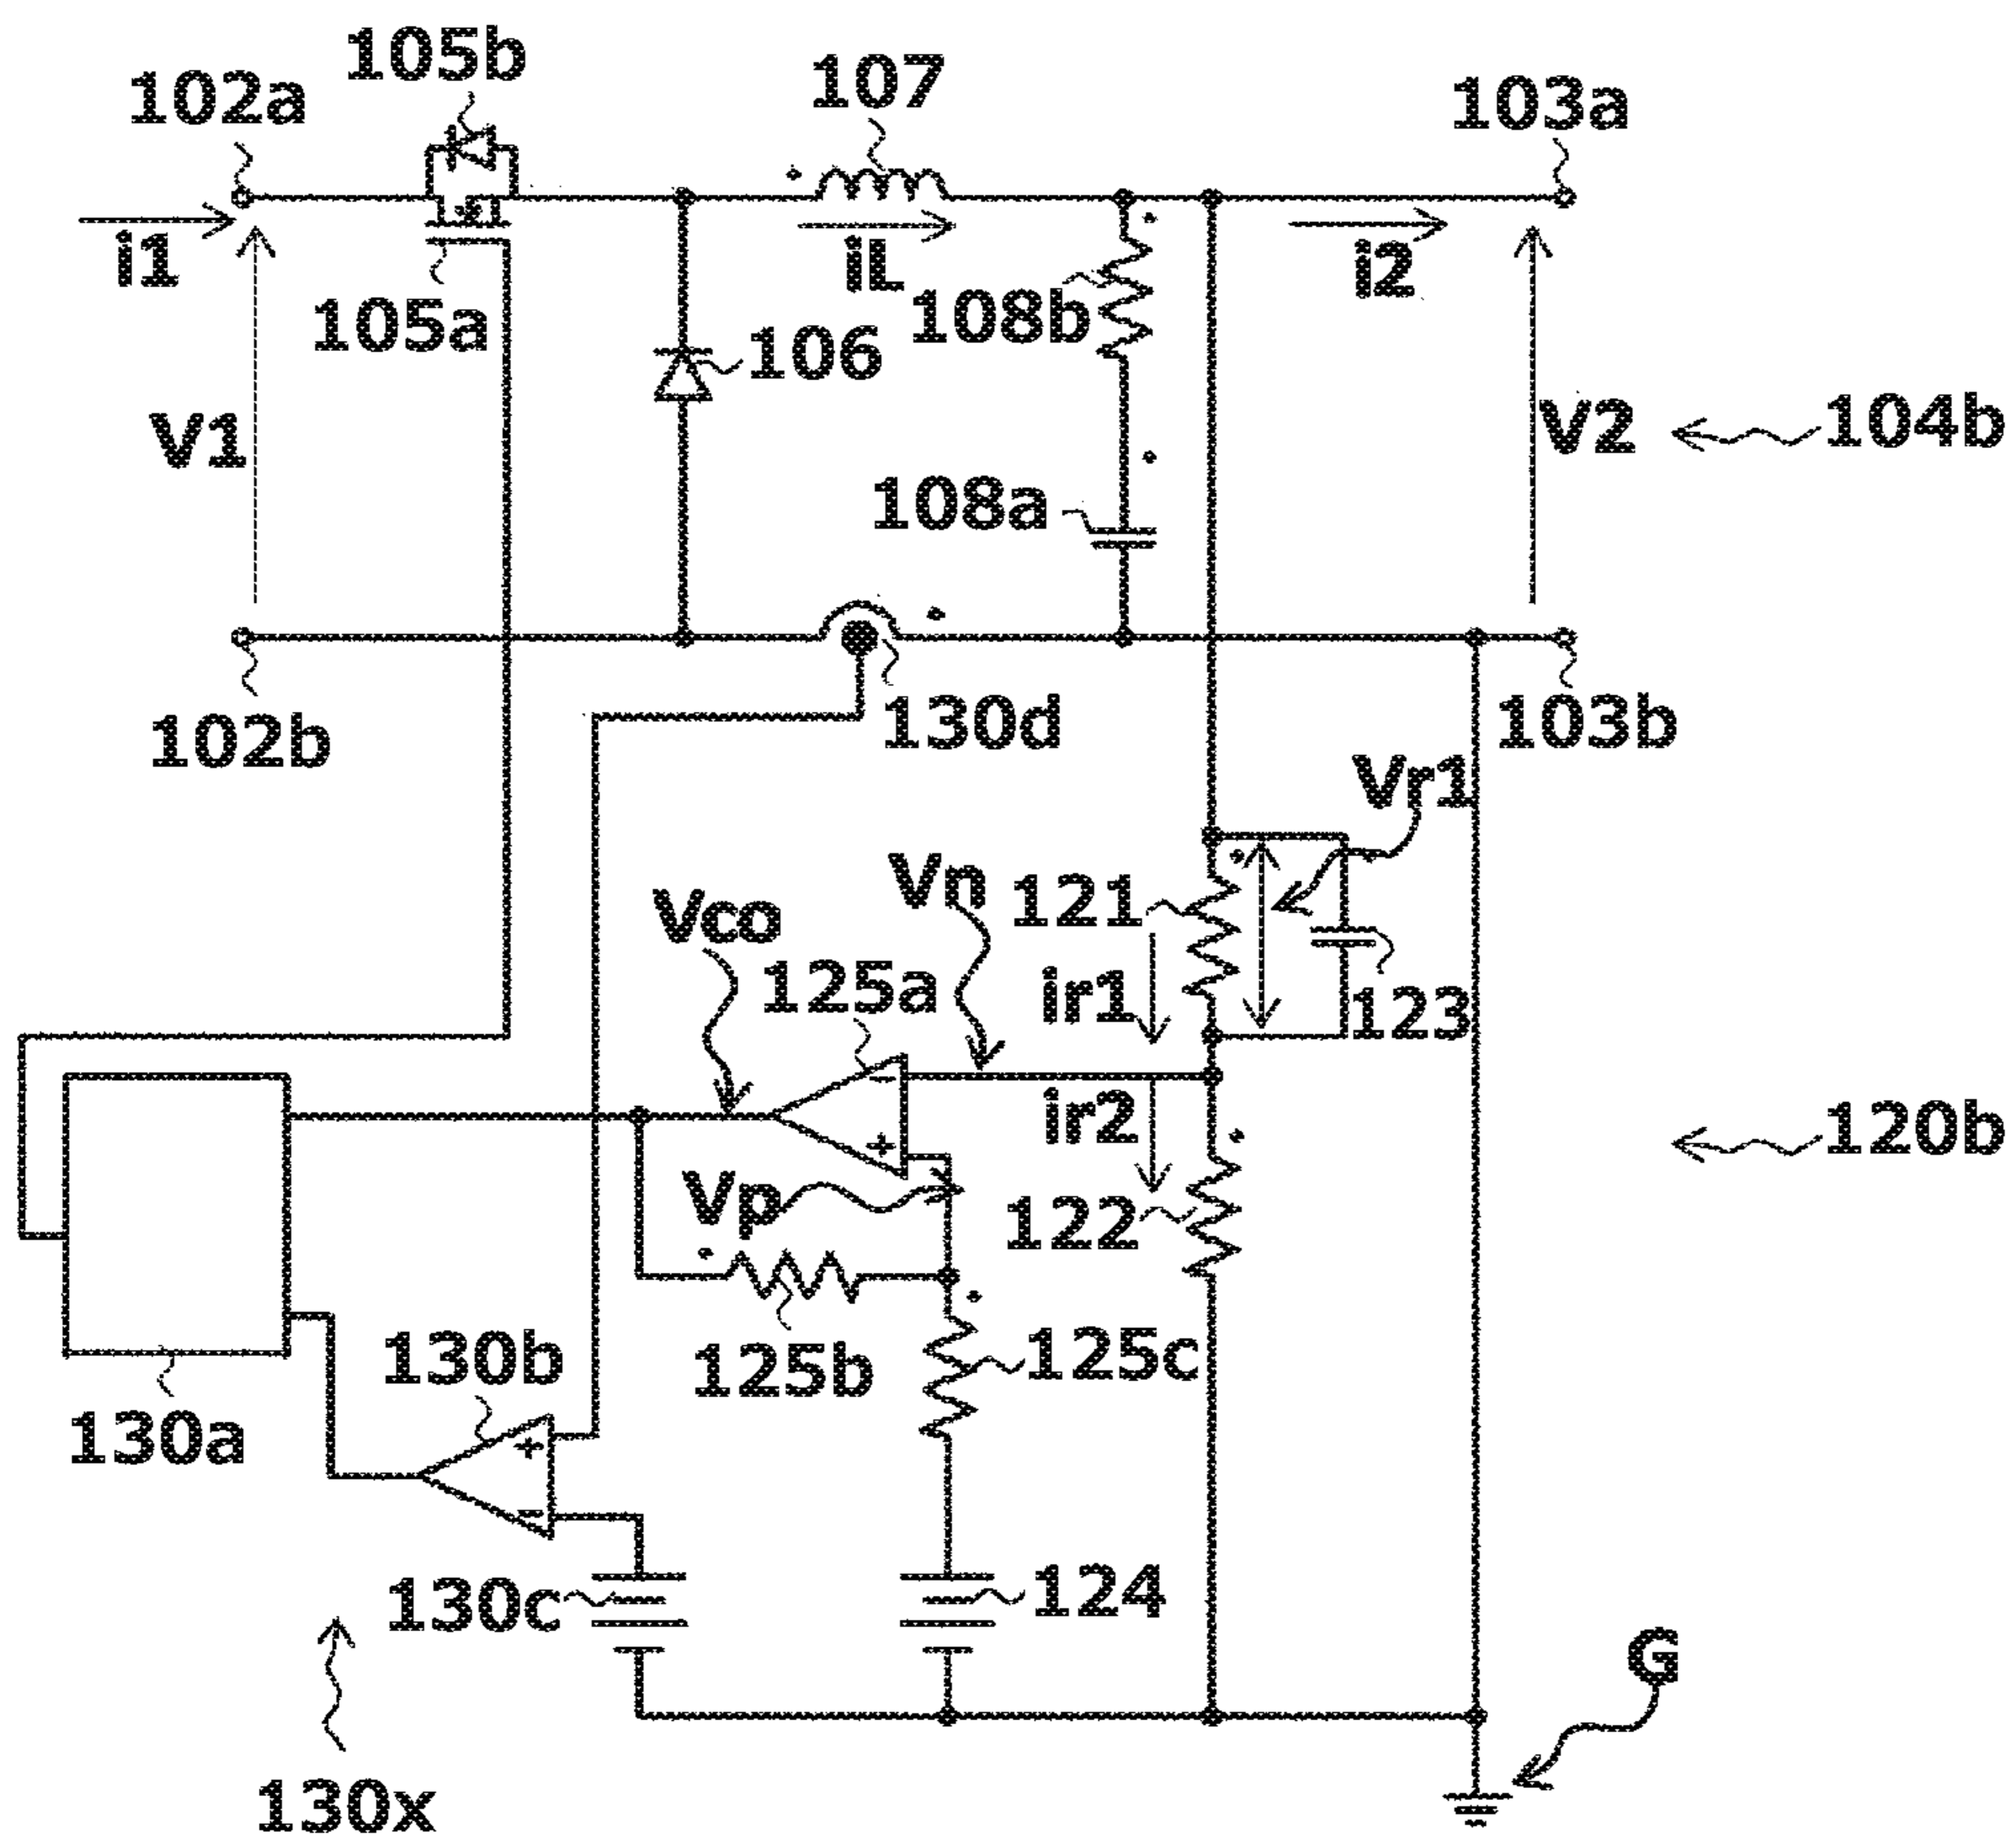 105b
107
102a
103a
i1
iL
i2
105a
108b
106
V1
V2
104b
108a
102b
130d
103b
Vr1
Vn
Vco
121
125a
ir1
123
-
ir2
120b
+
Vp
122
125b
125c
130b
130a
+
-
130c
124
G
130x